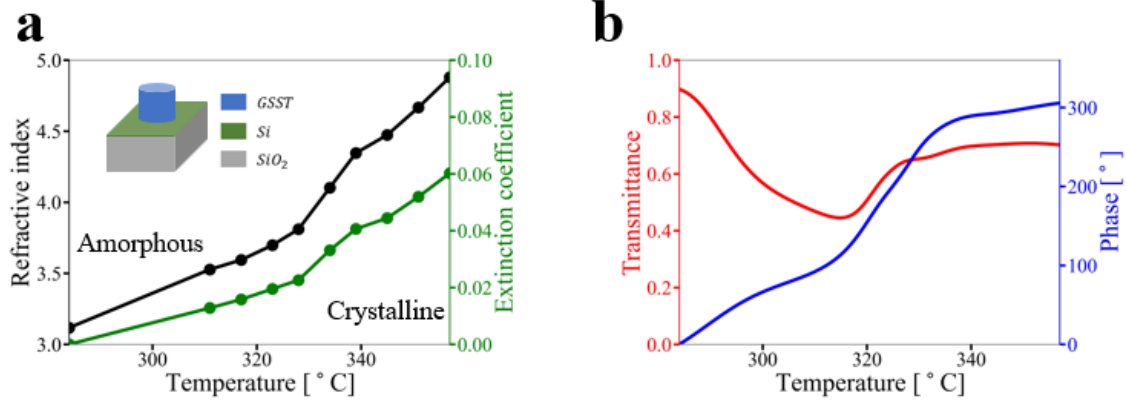 a
5.0
4.5
4.0
3.5
3.0
Refractive index
GSST
Si
SiO₂
Amorphous
Crystalline
0.10
0.08
0.06
0.04
0.02
0.00
Extinction coefficient
300
320
340
Temperature [ ° C]
b
1.0
0.8
0.6
0.4
0.2
0.0
Transmittance
300
200
100
0
Phase [ ° ]
300
320
340
Temperature [ ° C]